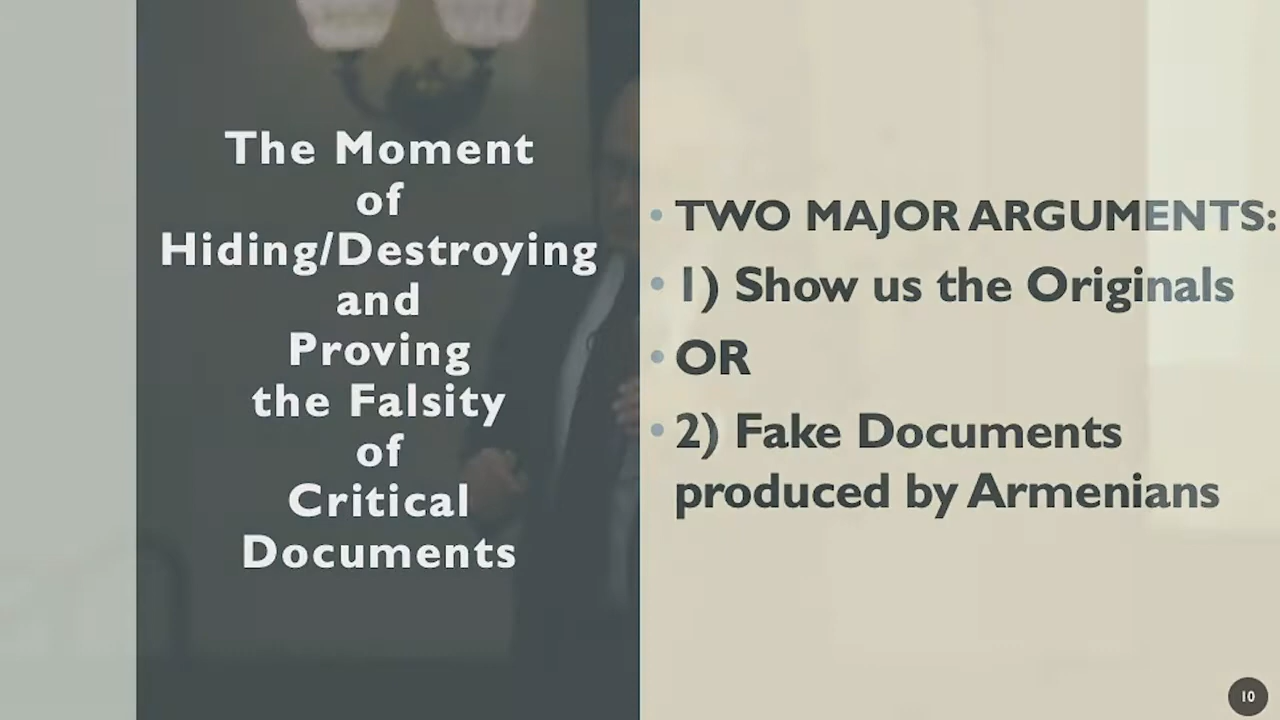 The Moment
of
Hiding/Destroying
and
Proving
the Falsity
of
Critical
Documents
• TWO MAJOR ARGUMENTS:
• 1) Show us the Originals
• OR
• 2) Fake Documents
produced by Armenians
10